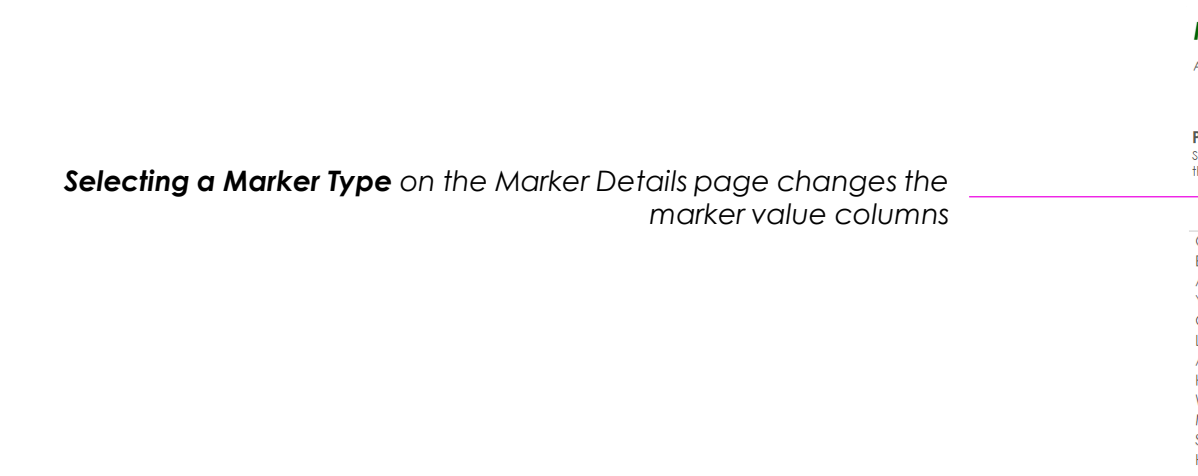 Selecting a Marker Type on the Marker Details page changes the
marker value columns